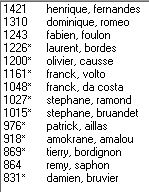 1421 henrique, fernandes
1310 dominique, romeo
1243 fabien, foulon
1226* laurent, bordes
1200* olivier, causse
1161* franck, volto
1048* franck, da costa
1027* stephane, ramond
1015* stephane, bruandet
976* patrick, aillas
918* amokrane, amalou
869* tierry, bordignon
864 remy, saphon
831* damien, bruvier